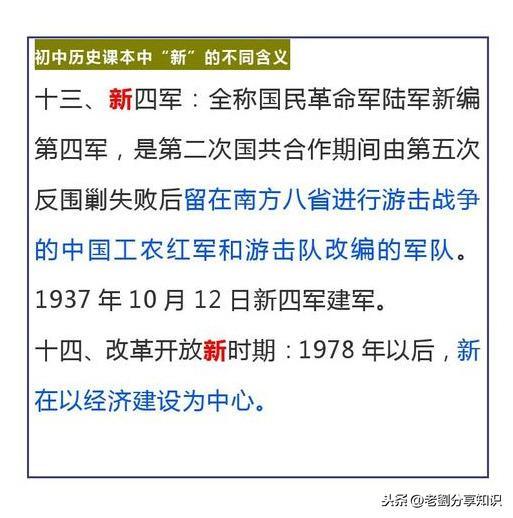 初中历史课本中“新”的不同含义
十三、新四军：全称国民革命军陆军新编
第四军，是第二次国共合作期间由第五次
反围剿失败后留在南方八省进行游击战争
的中国工农红军和游击队改编的军队。
1937 年 10 月 12 日新四军建军。
十四、改革开放新时期：1978 年以后，新
在以经济建设为中心。
头条@老劉分享知识